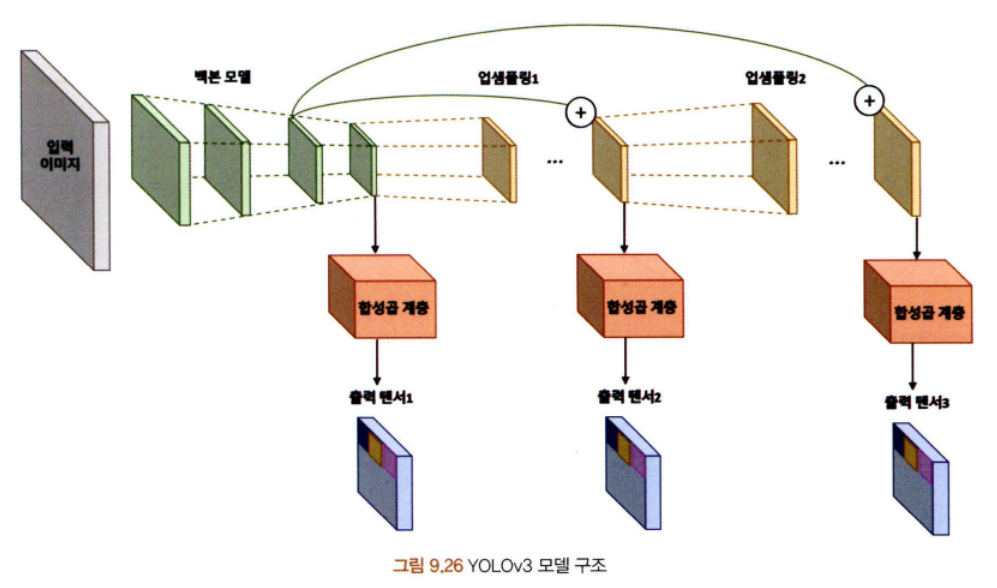 백본 모델
업샘플링1
업샘플링2
입력
이미지
+
+
...
...
합성곱 계층
합성곱 계층
합성곱 계층
출력 텐서1
출력 텐서2
출력 텐서3
그림 9.26 YOLOv3 모델 구조